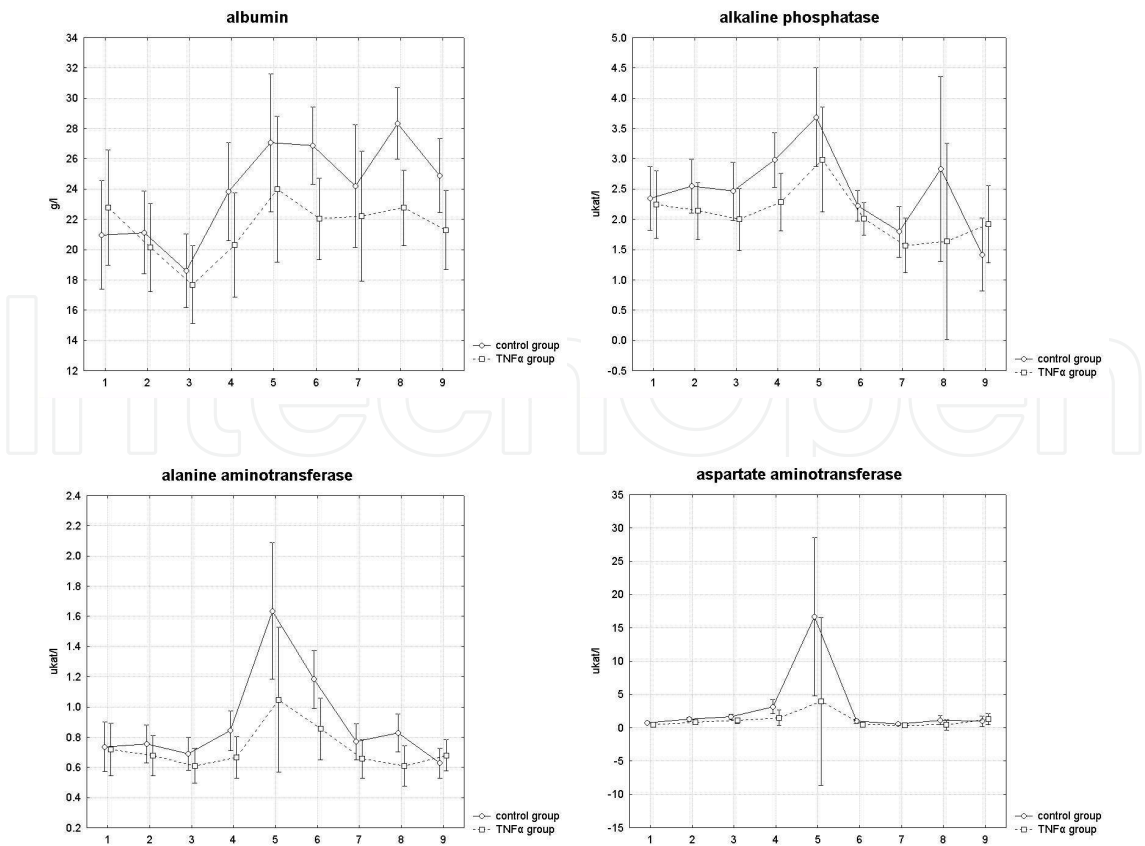 albumin
34
32
30
28
26
24
22
20
18
16
14
12
g/l
1 2 3 4 5 6 7 8 9
control group
TNFα group
alkaline phosphatase
5.0
4.5
4.0
3.5
3.0
2.5
2.0
1.5
1.0
0.5
0.0
-0.5
ukat/l
1 2 3 4 5 6 7 8 9
control group
TNFα group
IntechOpen
alanine aminotransferase
2.4
2.2
2.0
1.8
1.6
1.4
1.2
1.0
0.8
0.6
0.4
0.2
ukat/l
1 2 3 4 5 6 7 8 9
control group
TNFα group
aspartate aminotransferase
35
30
25
20
15
10
5
0
-5
-10
-15
ukat/l
1 2 3 4 5 6 7 8 9
control group
TNFα group